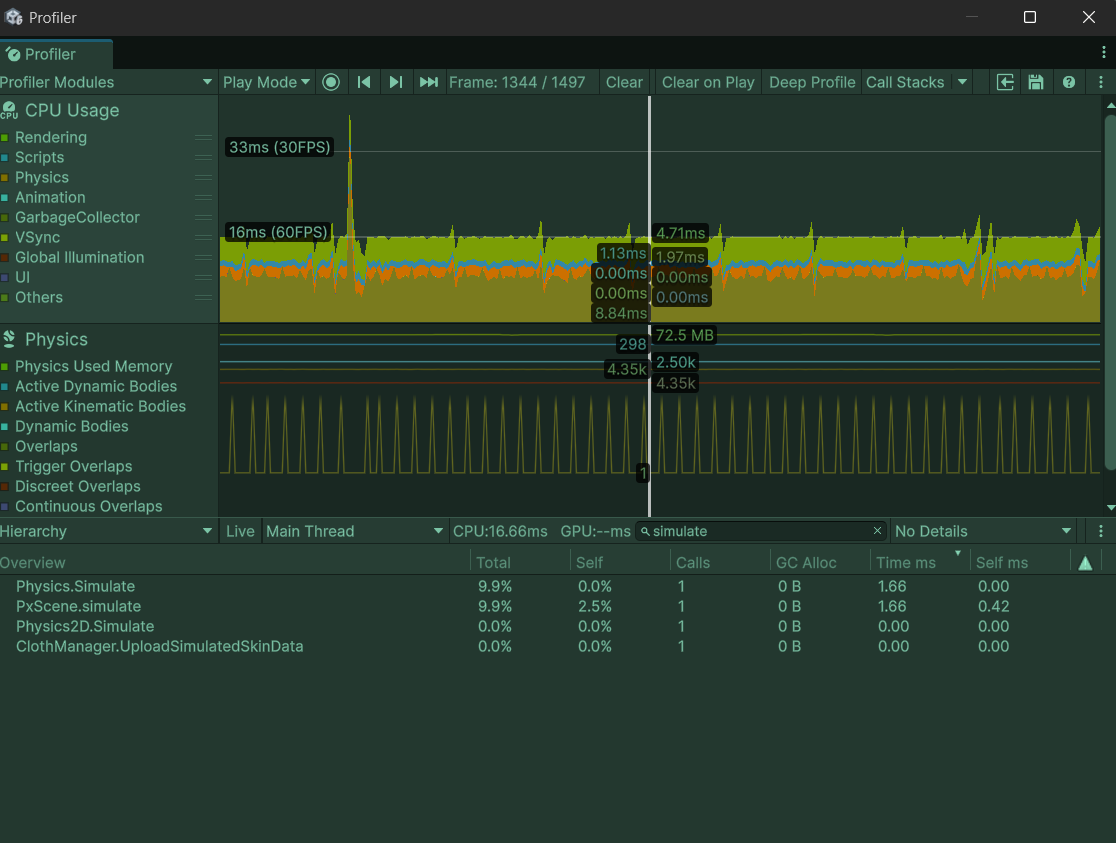 Profiler
Profiler
Profiler Modules Play Mode Frame: 1344 / 1497 Clear Clear on Play Deep Profile Call Stacks
CPU Usage
Rendering
Scripts
Physics
Animation
GarbageCollector
VSync
Global Illumination
UI
Others
33ms (30FPS)
16ms (60FPS)
4.71ms
1.13ms 1.97ms
0.00ms 0.00ms
0.00ms 0.00ms
8.84ms
Physics
Physics Used Memory
Active Dynamic Bodies
Active Kinematic Bodies
Dynamic Bodies
Overlaps
Trigger Overlaps
Discreet Overlaps
Continuous Overlaps
72.5 MB
298
2.50k
4.35k
4.35k
1
Hierarchy Live Main Thread CPU:16.66ms GPU:--ms simulate No Details
Overview Total Self Calls GC Alloc Time ms Self ms
Physics.Simulate 9.9% 0.0% 1 0 B 1.66 0.00
PxScene.simulate 9.9% 2.5% 1 0 B 1.66 0.42
Physics2D.Simulate 0.0% 0.0% 1 0 B 0.00 0.00
ClothManager.UploadSimulatedSkinData 0.0% 0.0% 1 0 B 0.00 0.00